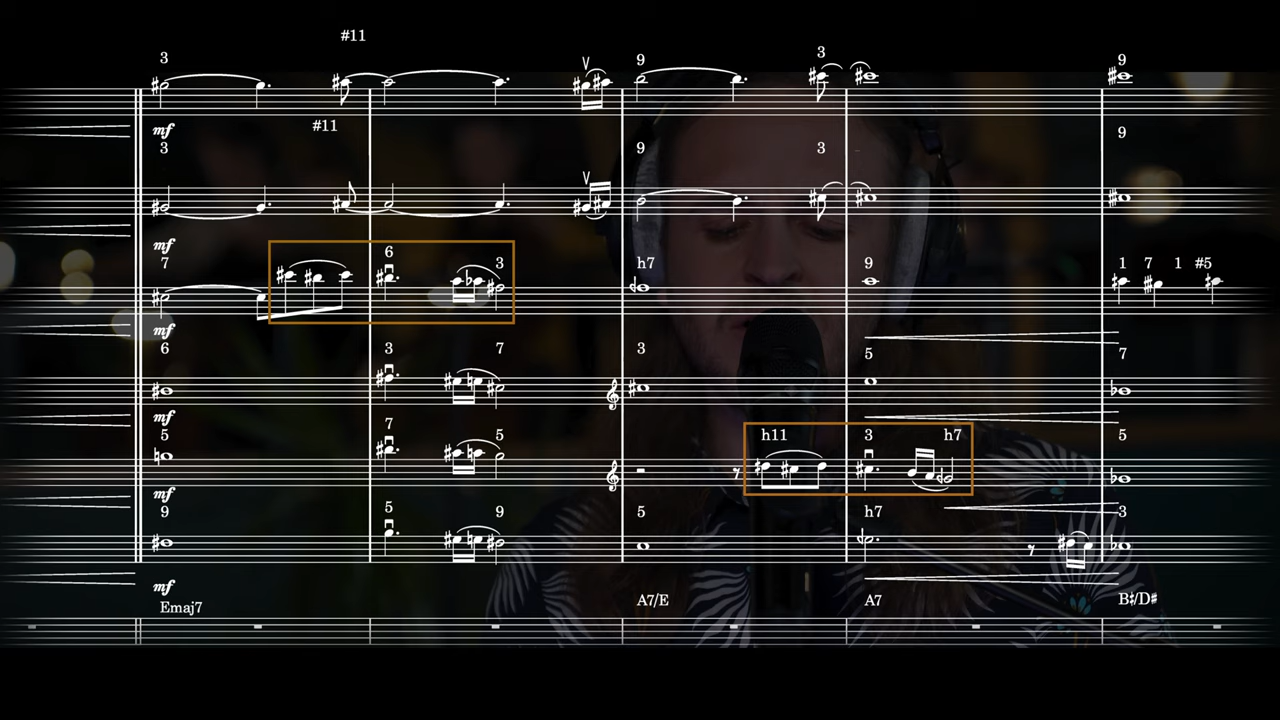 #11
3 9 3 9
mf #11
3 9 3 9
mf
7 6 3 h7 9 1 7 1 #5
mf
6 3 7 3 5 7
mf
5 7 5 h11 3 h7 5
mf
9 5 9 5 h7 3
mf
Emaj7 A7/E A7 B♯/D♯